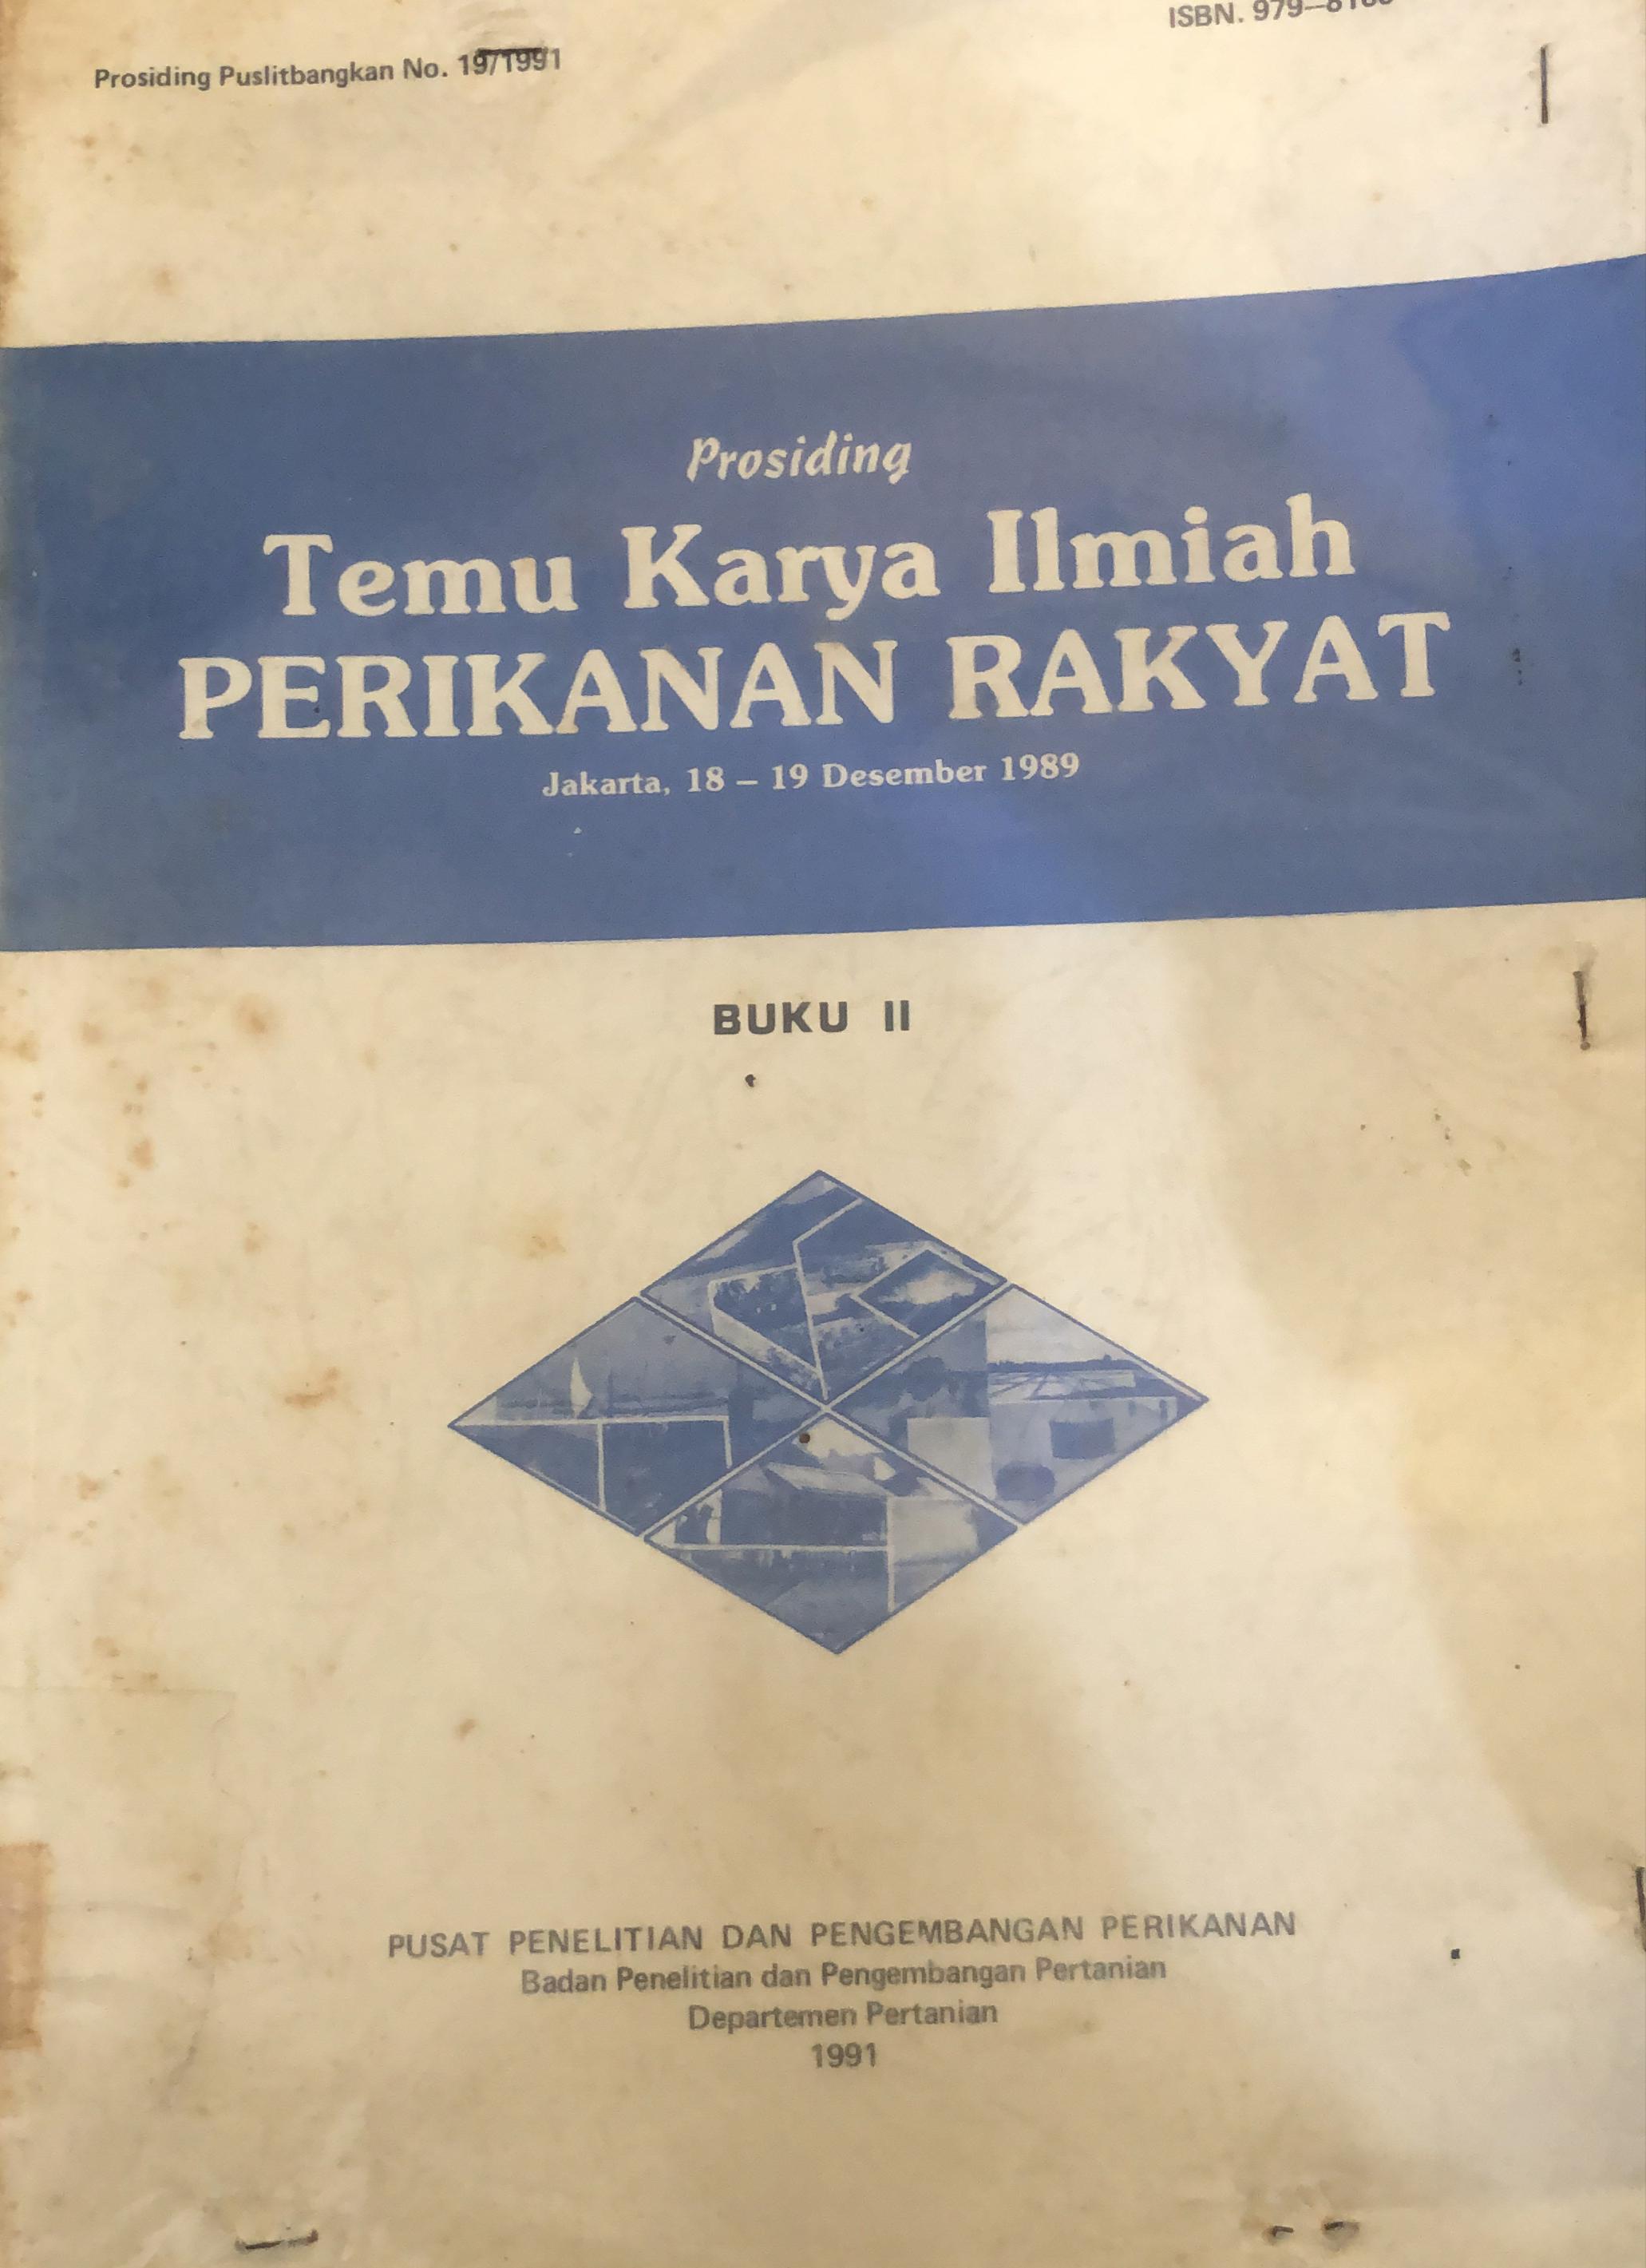 ISBN. 979–
Prosiding Puslitbangkan No. 19/1991
Prosiding
Temu Karya Ilmiah
PERIKANAN RAKYAT
Jakarta, 18 – 19 Desember 1989
BUKU II
PUSAT PENELITIAN DAN PENGEMBANGAN PERIKANAN
Badan Penelitian dan Pengembangan Pertanian
Departemen Pertanian
1991